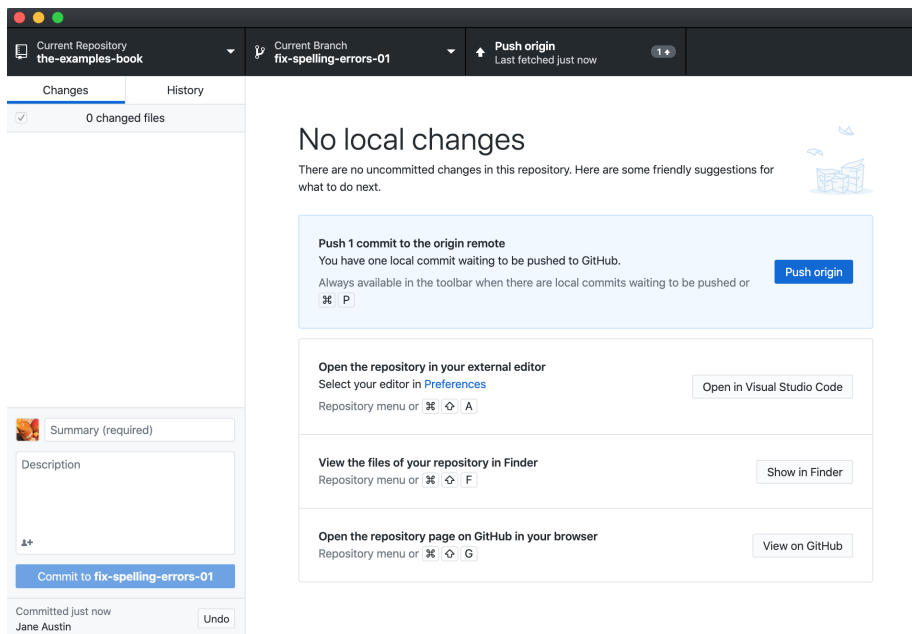 Current Repository
the-examples-book
Current Branch
fix-spelling-errors-01
Push origin
Last fetched just now
1
Changes
History
0 changed files
No local changes
There are no uncommitted changes in this repository. Here are some friendly suggestions for
what to do next.
Push 1 commit to the origin remote
You have one local commit waiting to be pushed to GitHub.
Always available in the toolbar when there are local commits waiting to be pushed or
⌘ P
Push origin
Open the repository in your external editor
Select your editor in Preferences
Repository menu or ⌘ ⇧ A
Open in Visual Studio Code
View the files of your repository in Finder
Repository menu or ⌘ ⇧ F
Show in Finder
Open the repository page on GitHub in your browser
Repository menu or ⌘ ⇧ G
View on GitHub
Summary (required)
Description
Commit to fix-spelling-errors-01
Committed just now
Jane Austin
Undo